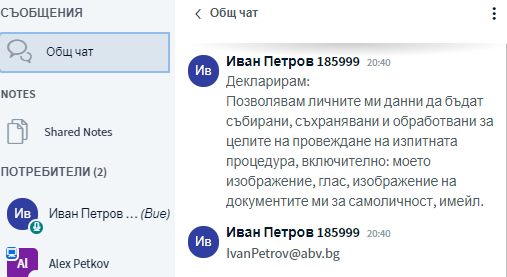 СЪОБЩЕНИЯ
Общ чат
NOTES
Shared Notes
ПОТРЕБИТЕЛИ (2)
Ив
Иван Петров ... (Вие)
Al
Alex Petkov
Общ чат
Ив
Иван Петров 185999 20:40
Декларирам:
Позволявам личните ми данни да бъдат
събирани, съхранявани и обработвани за
целите на провеждане на изпитната
процедура, включително: моето
изображение, глас, изображение на
документите ми за самоличност, имейл.
Ив
Иван Петров 185999 20:40
IvanPetrov@abv.bg